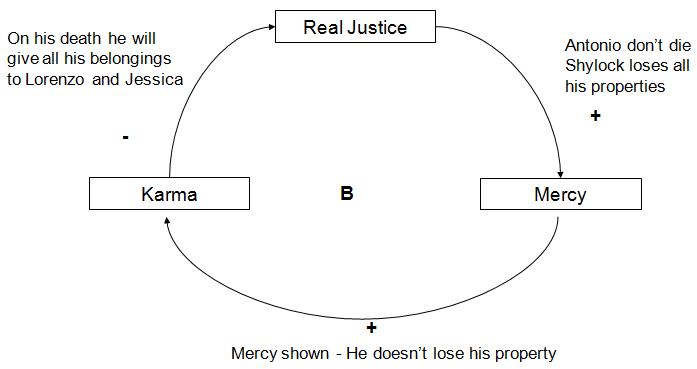 Real Justice
On his death he will
give all his belongings
to Lorenzo and Jessica
Antonio don't die
Shylock loses all
his properties
+
-
Karma
B
Mercy
+
Mercy shown - He doesn't lose his property